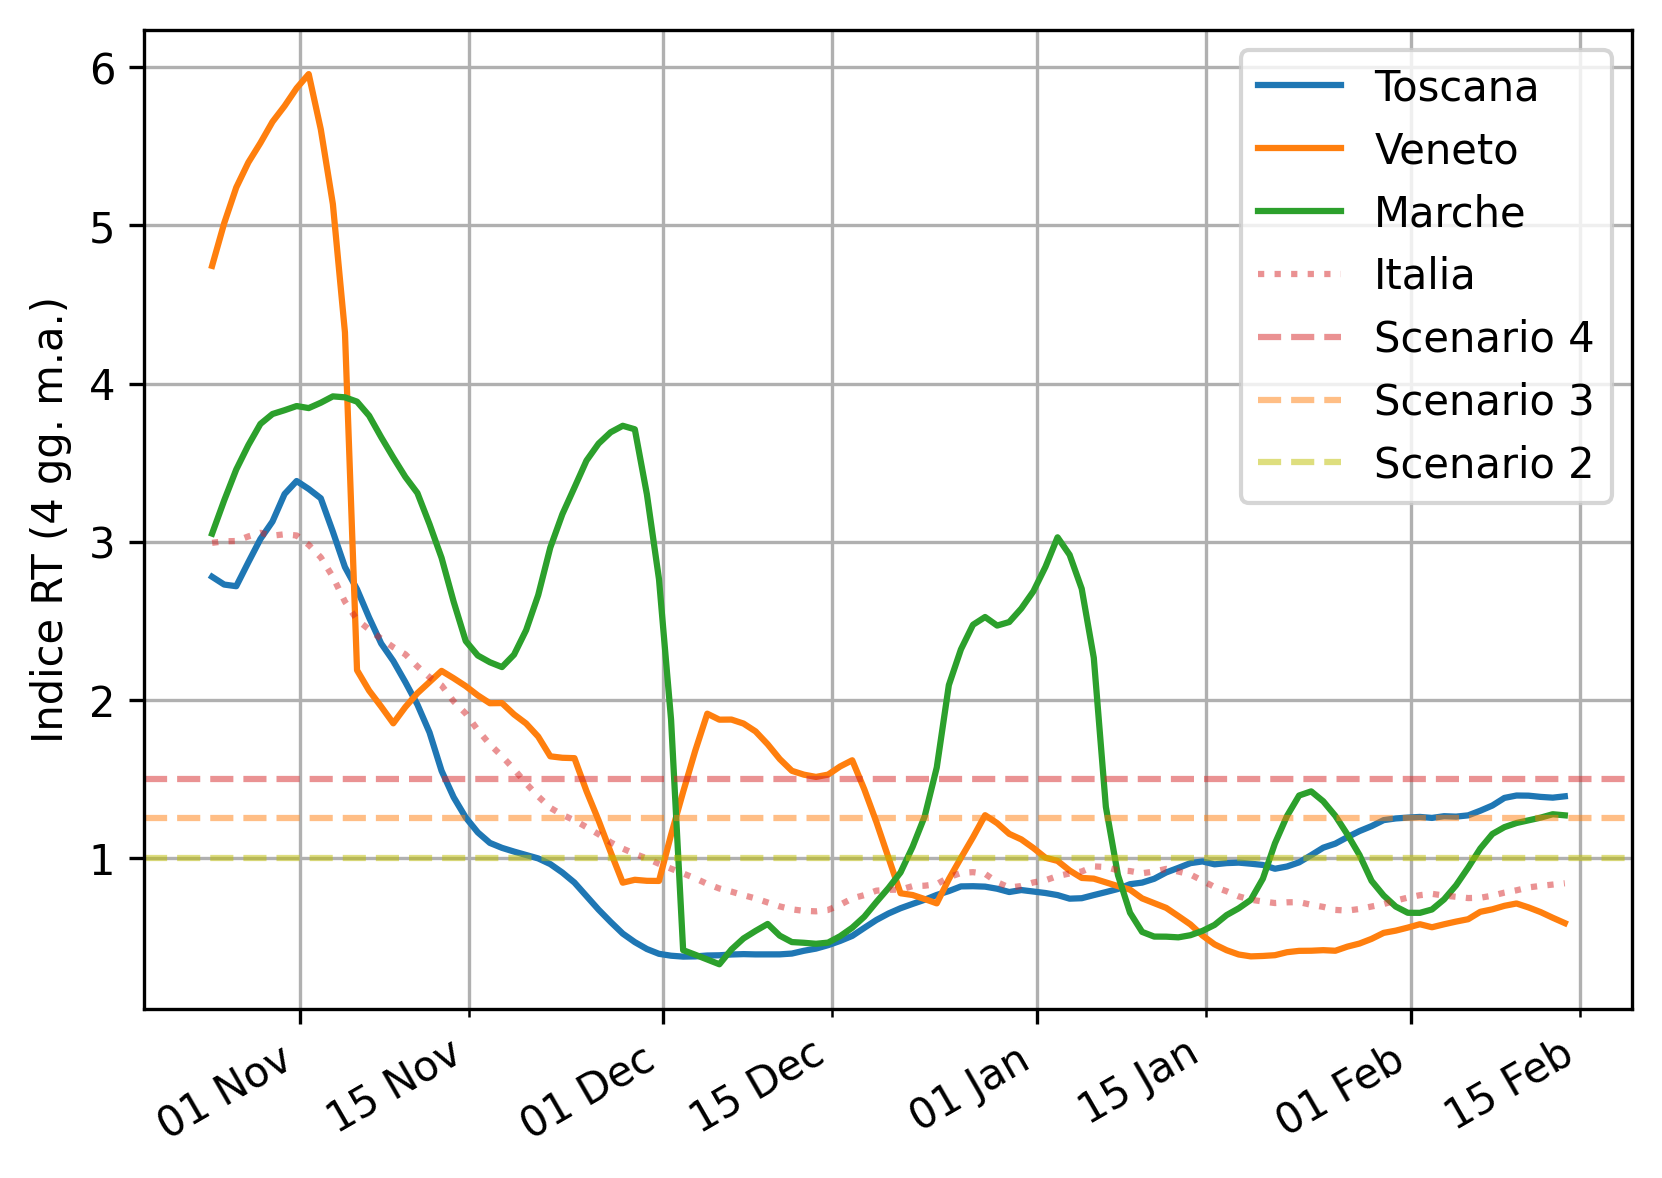 Indice RT (4 gg. m.a.)
6
5
4
3
2
1
Toscana
Veneto
Marche
Italia
Scenario 4
Scenario 3
Scenario 2
01 Nov
15 Nov
01 Dec
15 Dec
01 Jan
15 Jan
01 Feb
15 Feb